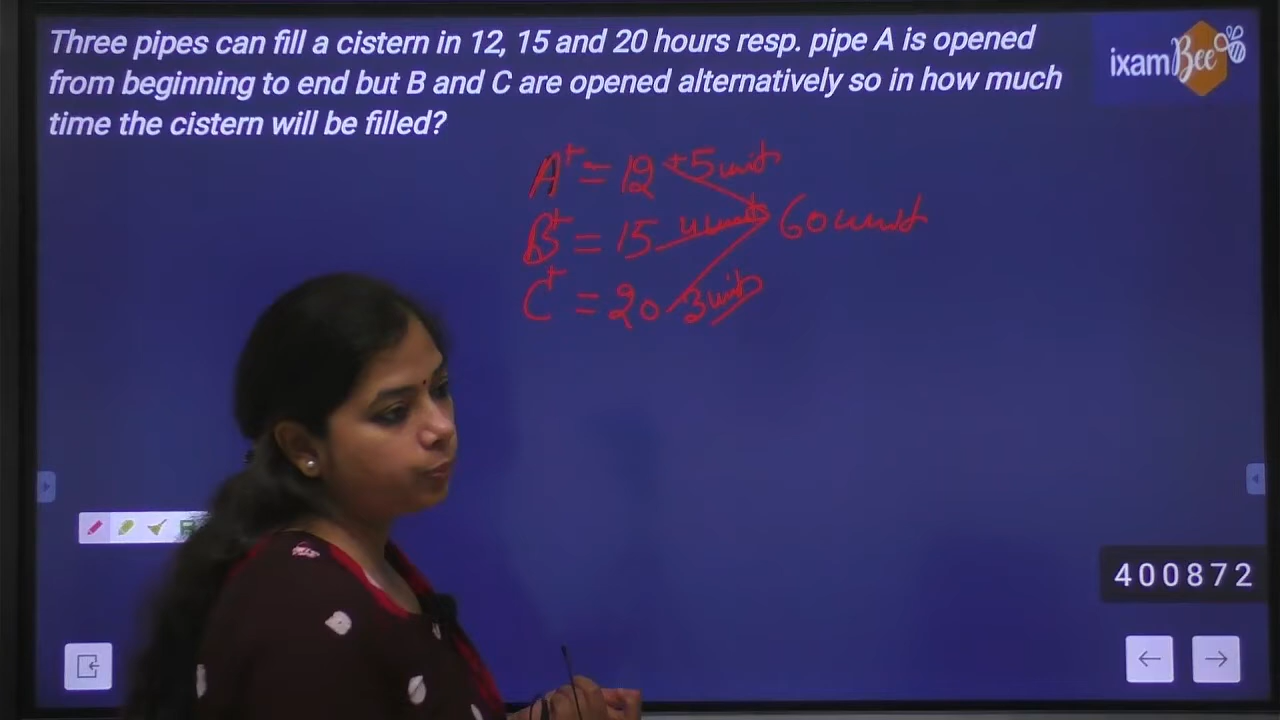 Three pipes can fill a cistern in 12, 15 and 20 hours resp. pipe A is opened
from beginning to end but B and C are opened alternatively so in how much
time the cistern will be filled?
ixamBee
A+ = 12 +5 unit
B+ = 15 4 units 60 unit
C+ = 20 3 units
400872